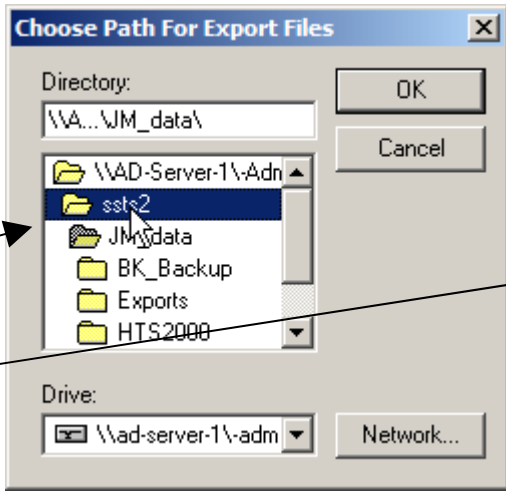 Choose Path For Export Files
Directory:
OK
\\A...\JM_data\
Cancel
\\AD-Server-1\-Adn
ssts2
JM_data
BK_Backup
Exports
HTS2000
Drive:
\\ad-server-1\-adm
Network...